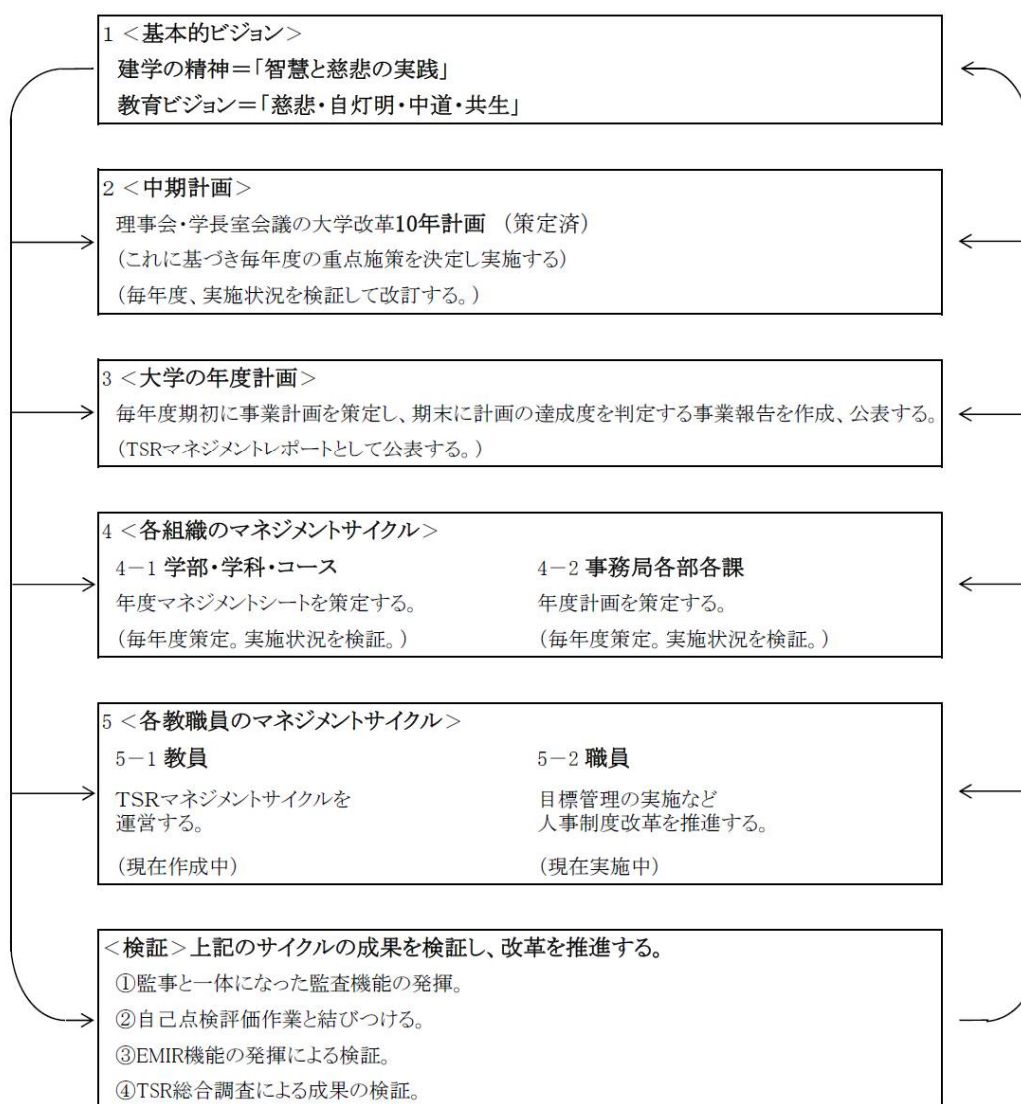 1 <基本的ビジョン>
建学の精神=「智慧と慈悲の実践」
教育ビジョン=「慈悲・自灯明・中道・共生」
2 <中期計画>
理事会・学長室会議の大学改革10年計画 (策定済)
(これに基づき毎年度の重点施策を決定し実施する)
(毎年度、実施状況を検証して改訂する。)
3 <大学の年度計画>
毎年度期初に事業計画を策定し、期末に計画の達成度を判定する事業報告を作成、公表する。
(TSRマネジメントレポートとして公表する。)
4 <各組織のマネジメントサイクル>
4-1 学部・学科・コース
年度マネジメントシートを策定する。
(毎年度策定。実施状況を検証。)
4-2 事務局各部各課
年度計画を策定する。
(毎年度策定。実施状況を検証。)
5 <各教職員のマネジメントサイクル>
5-1 教員
TSRマネジメントサイクルを
運営する。
(現在作成中)
5-2 職員
目標管理の実施など
人事制度改革を推進する。
(現在実施中)
<検証>上記のサイクルの成果を検証し、改革を推進する。
①監事と一体になった監査機能の発揮。
②自己点検評価作業と結びつける。
③EMIR機能の発揮による検証。
④TSR総合調査による成果の検証。